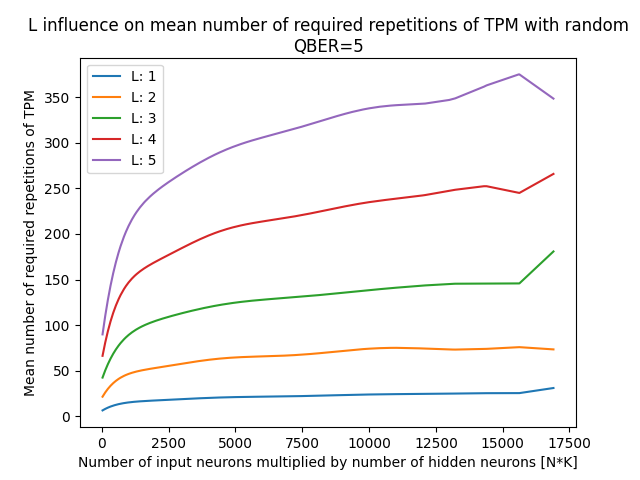 L influence on mean number of required repetitions of TPM with random
QBER=5
Mean number of required repetitions of TPM
350
300
250
200
150
100
50
0
L: 1
L: 2
L: 3
L: 4
L: 5
0 2500 5000 7500 10000 12500 15000 17500
Number of input neurons multiplied by number of hidden neurons [N*K]